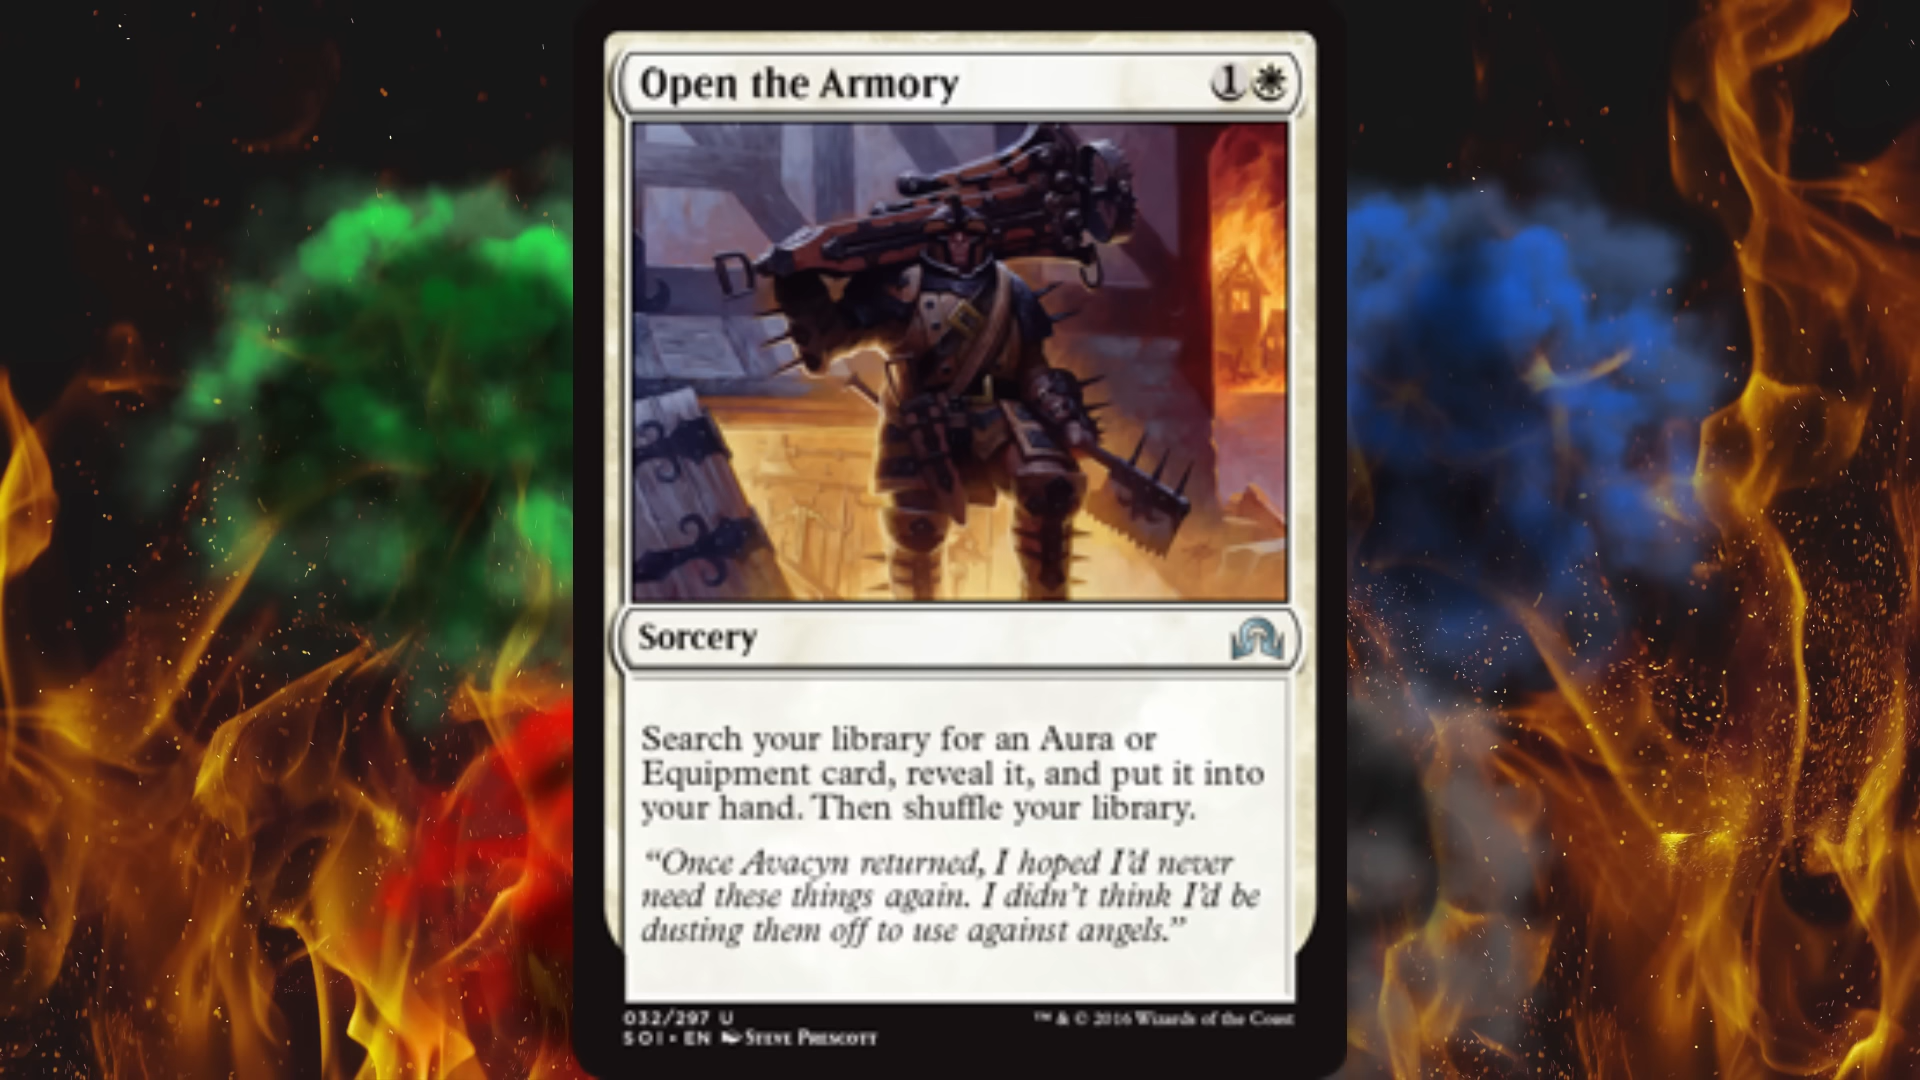 Open the Armory 1
Sorcery
Search your library for an Aura or
Equipment card, reveal it, and put it into
your hand. Then shuffle your library.
“Once Avacyn returned, I hoped I’d never
need these things again. I didn’t think I’d be
dusting them off to use against angels.”
032/297 U
SOI • EN Steve Prescott
™ & © 2016 Wizards of the Coast